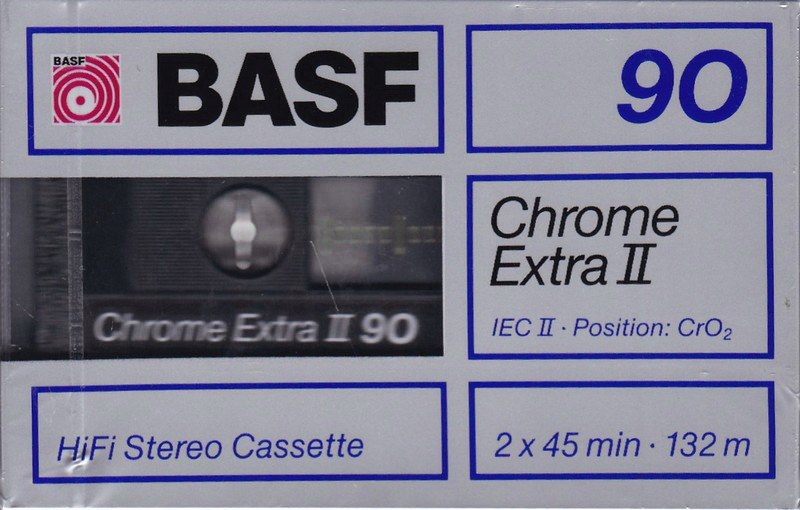 BASF
BASF
90
Chrome Extra II 90
Chrome
Extra II
IEC II · Position: CrO₂
HiFi Stereo Cassette
2 x 45 min · 132 m